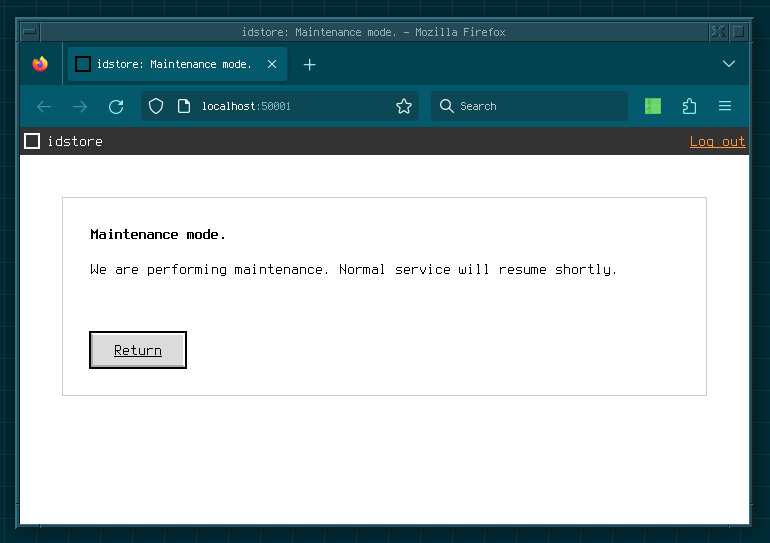 idstore: Maintenance mode. - Mozilla Firefox
idstore: Maintenance mode.
localhost:50001
Search
idstore
Log out
Maintenance mode.
We are performing maintenance. Normal service will resume shortly.
Return